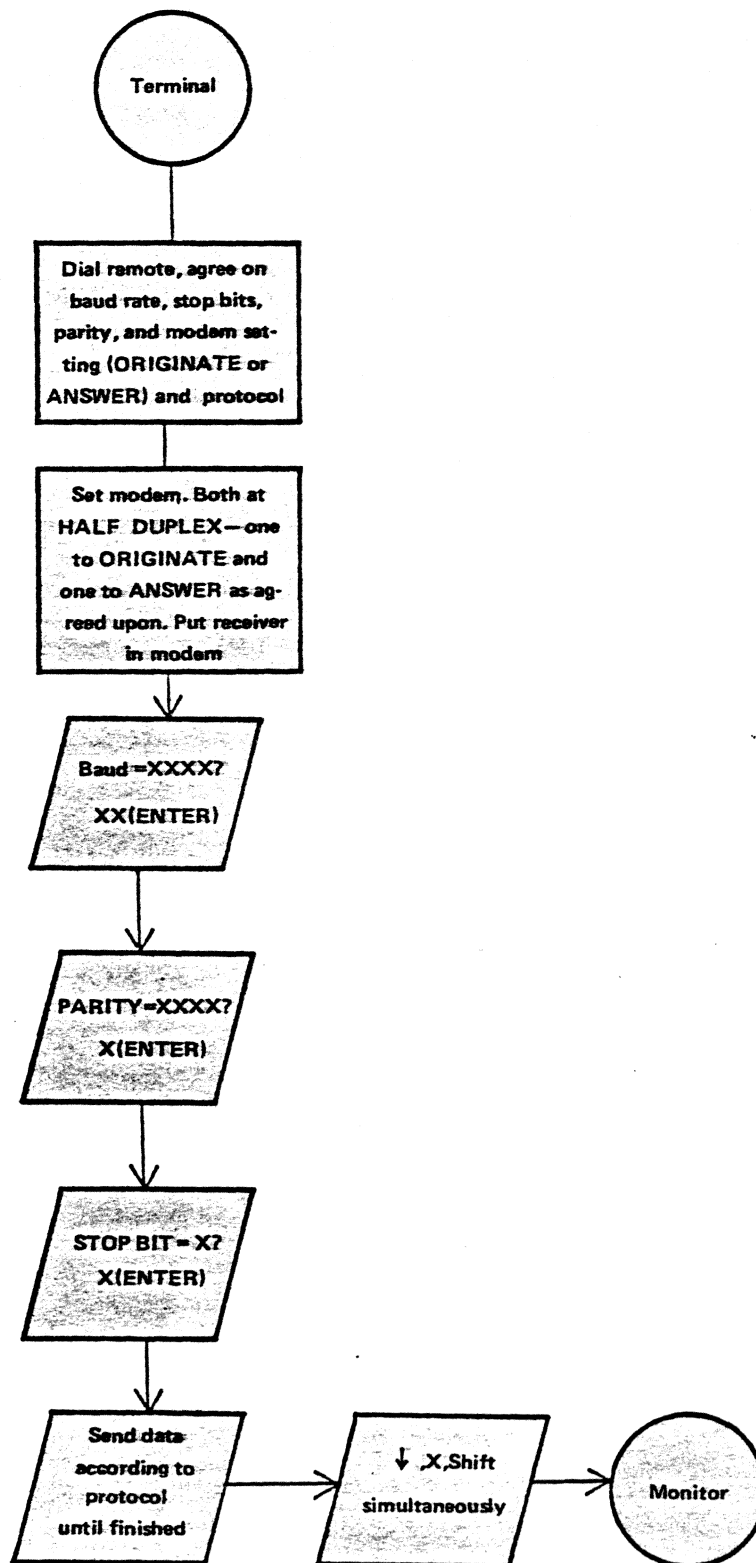 Terminal
Dial remote, agree on
baud rate, stop bits,
parity, and modem set-
ting (ORIGINATE or
ANSWER) and protocol
Set modem. Both at
HALF DUPLEX—one
to ORIGINATE and
one to ANSWER as ag-
reed upon. Put receiver
in modem
Baud=XXXX?
XX(ENTER)
PARITY=XXXX?
X(ENTER)
STOP BIT= X?
X(ENTER)
Send data
according to
protocol
until finished
↓ ,X,Shift
simultaneously
Monitor